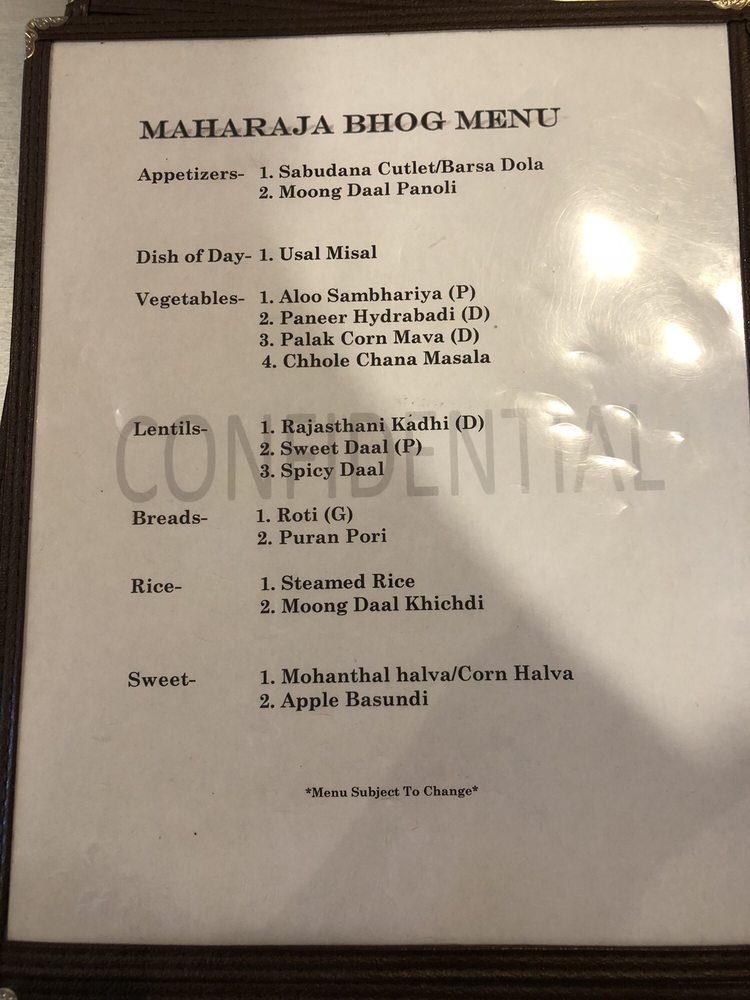 MAHARAJA BHOG MENU
Appetizers- 1. Sabudana Cutlet/Barsa Dola
2. Moong Daal Panoli
Dish of Day- 1. Usal Misal
Vegetables- 1. Aloo Sambhariya (P)
2. Paneer Hydrabadi (D)
3. Palak Corn Mava (D)
4. Chhole Chana Masala
CONFIDENTIAL
Lentils- 1. Rajasthani Kadhi (D)
2. Sweet Daal (P)
3. Spicy Daal
Breads- 1. Roti (G)
2. Puran Pori
Rice- 1. Steamed Rice
2. Moong Daal Khichdi
Sweet- 1. Mohanthal halva/Corn Halva
2. Apple Basundi
*Menu Subject To Change*